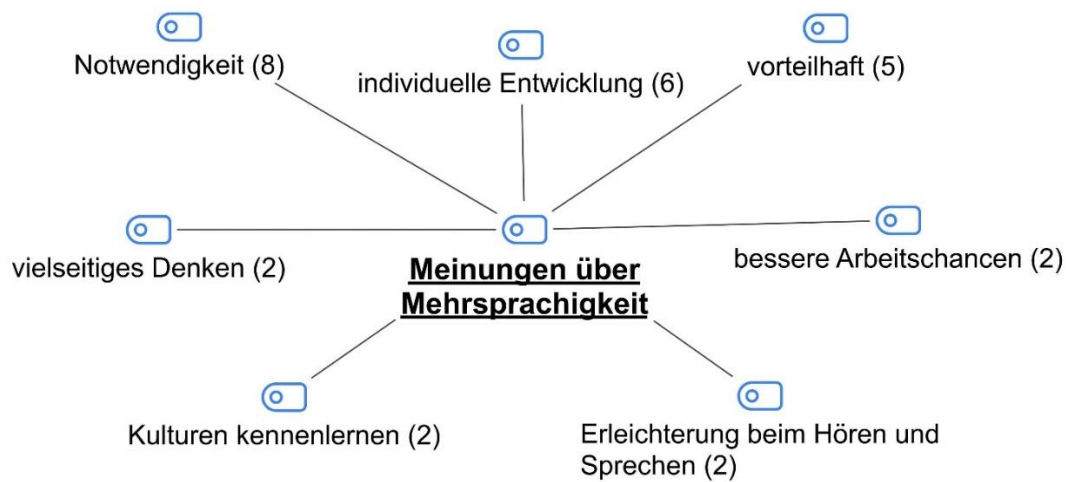 Notwendigkeit (8)
individuelle Entwicklung (6)
vorteilhaft (5)
vielseitiges Denken (2)
Meinungen über
Mehrsprachigkeit
bessere Arbeitschancen (2)
Kulturen kennenlernen (2)
Erleichterung beim Hören und
Sprechen (2)